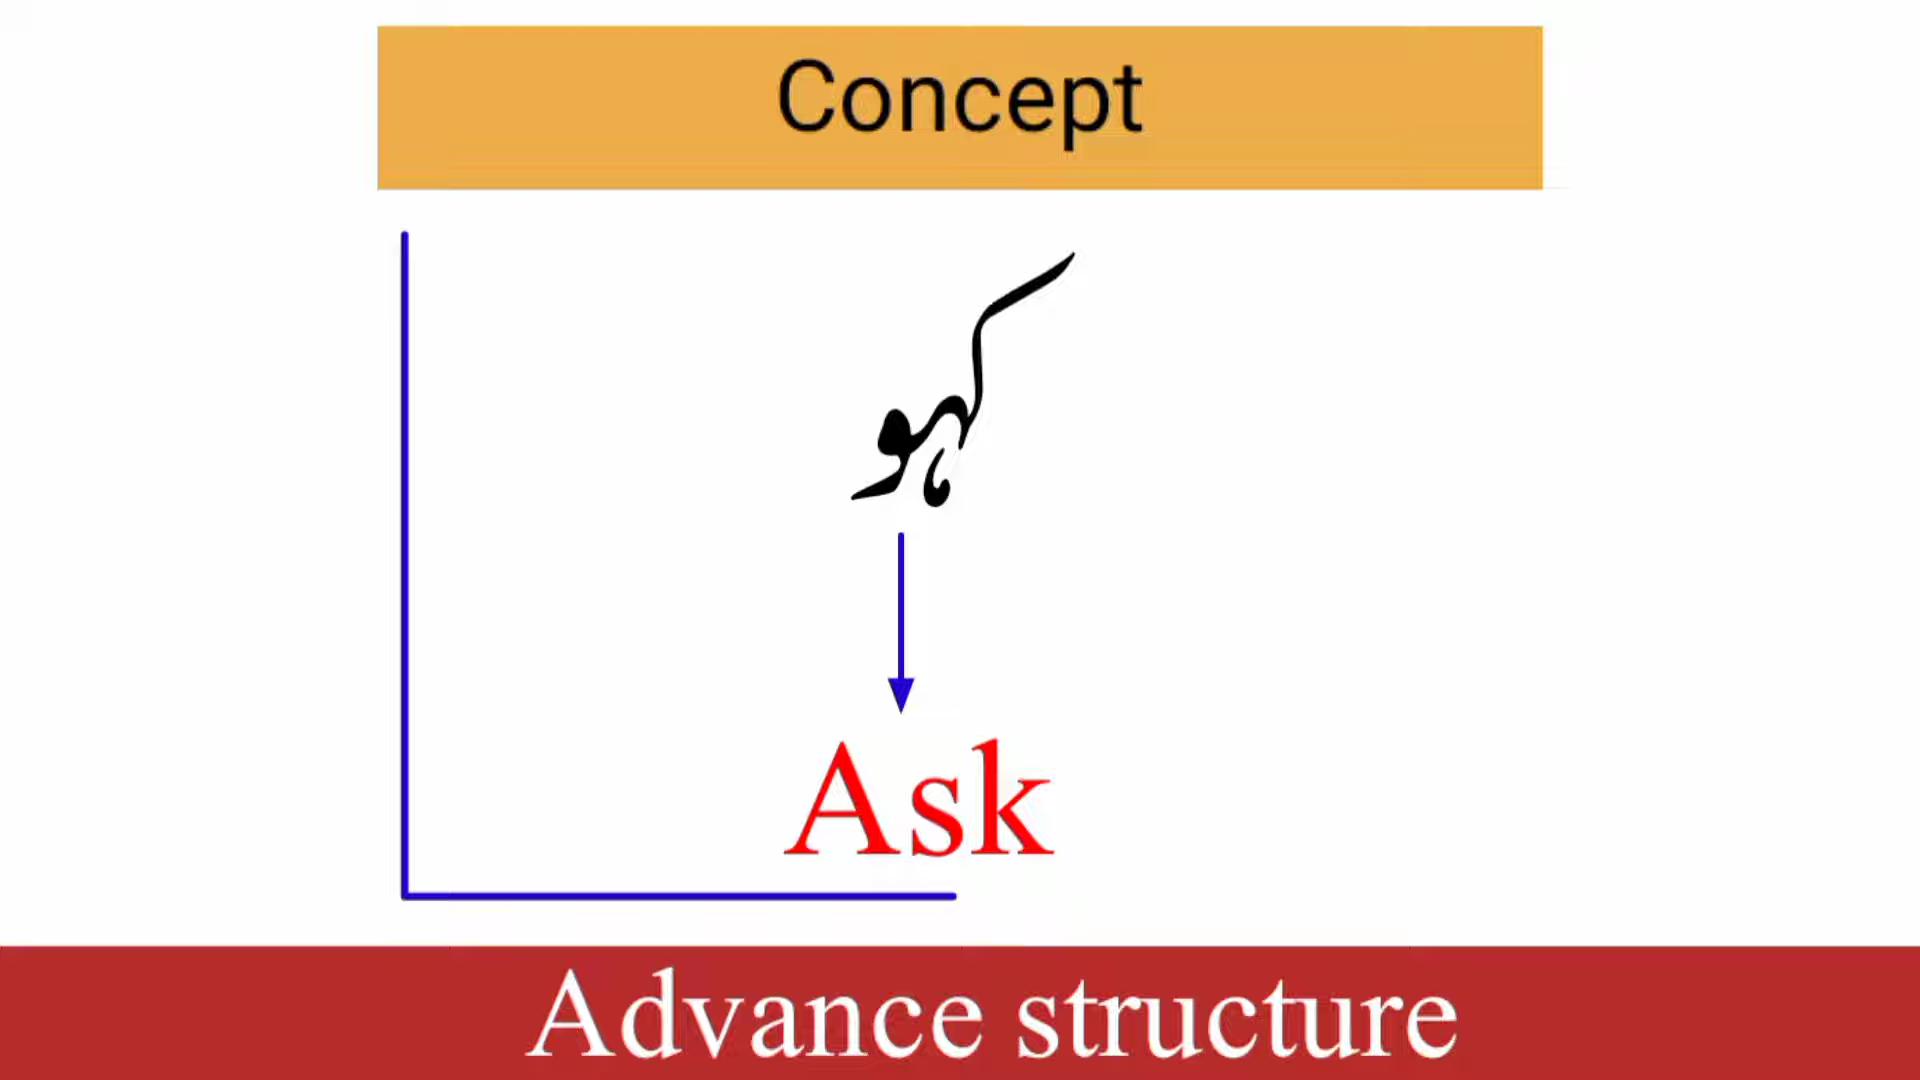 Concept
کہو
Ask
Advance structure